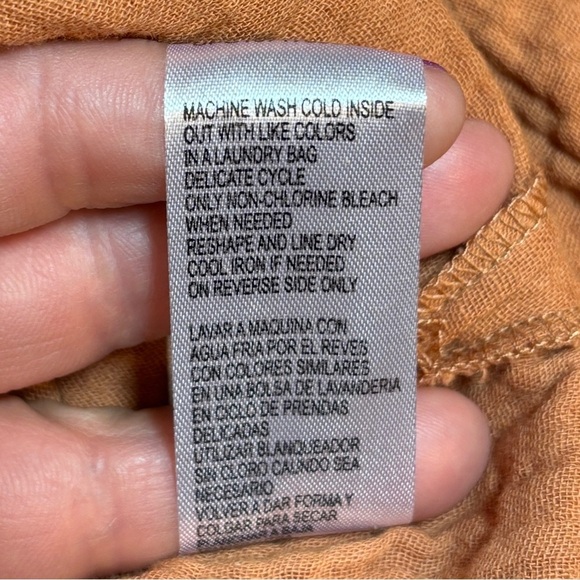 MACHINE WASH COLD INSIDE
OUT WITH LIKE COLORS
IN A LAUNDRY BAG
DELICATE CYCLE
ONLY NON-CHLORINE BLEACH
WHEN NEEDED
RESHAPE AND LINE DRY
COOL IRON IF NEEDED
ON REVERSE SIDE ONLY
LAVAR A MAQUINA CON
AGUA FRIA POR EL REVES
CON COLORES SIMILARES
EN UNA BOLSA DE LAVANDERIA
EN CICLO DE PRENDAS
DELICADAS
UTILIZAR BLANQUEADOR
SIN CLORO CAUNDO SEA
NECESARIO
VOLVER A DAR FORMA Y
COLGAR PARA SECAR